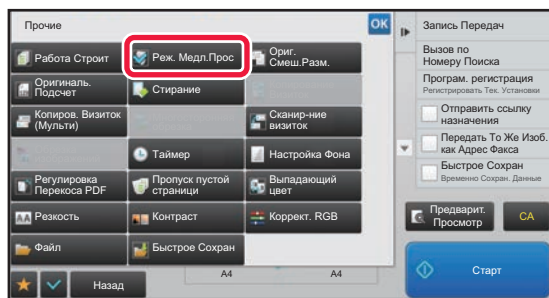 Прочие
OK
Работа Строит
Реж. Медл.Прос
Ориг.
Смеш.Разм.
Оригиналь.
Подсчет
Стирание
Копиров. Визиток
(Мульти)
Сканир-ние
визиток
Таймер
Настройка Фона
Регулировка
Перекоса PDF
Пропуск пустой
страници
Выпадающий
цвет
AA Резкость
Контраст
Коррект. RGB
Файл
Быстрое Сохран
Назад
A4
A4
Запись Передач
Вызов по
Номеру Поиска
Програм. регистрация
Регистрировать Тек. Установки
Отправить ссылку
назначения
Передать То Же Изоб.
как Адрес Факса
Быстрое Сохран
Временно Сохран. Данные
Предварит.
Просмотр
CA
Старт